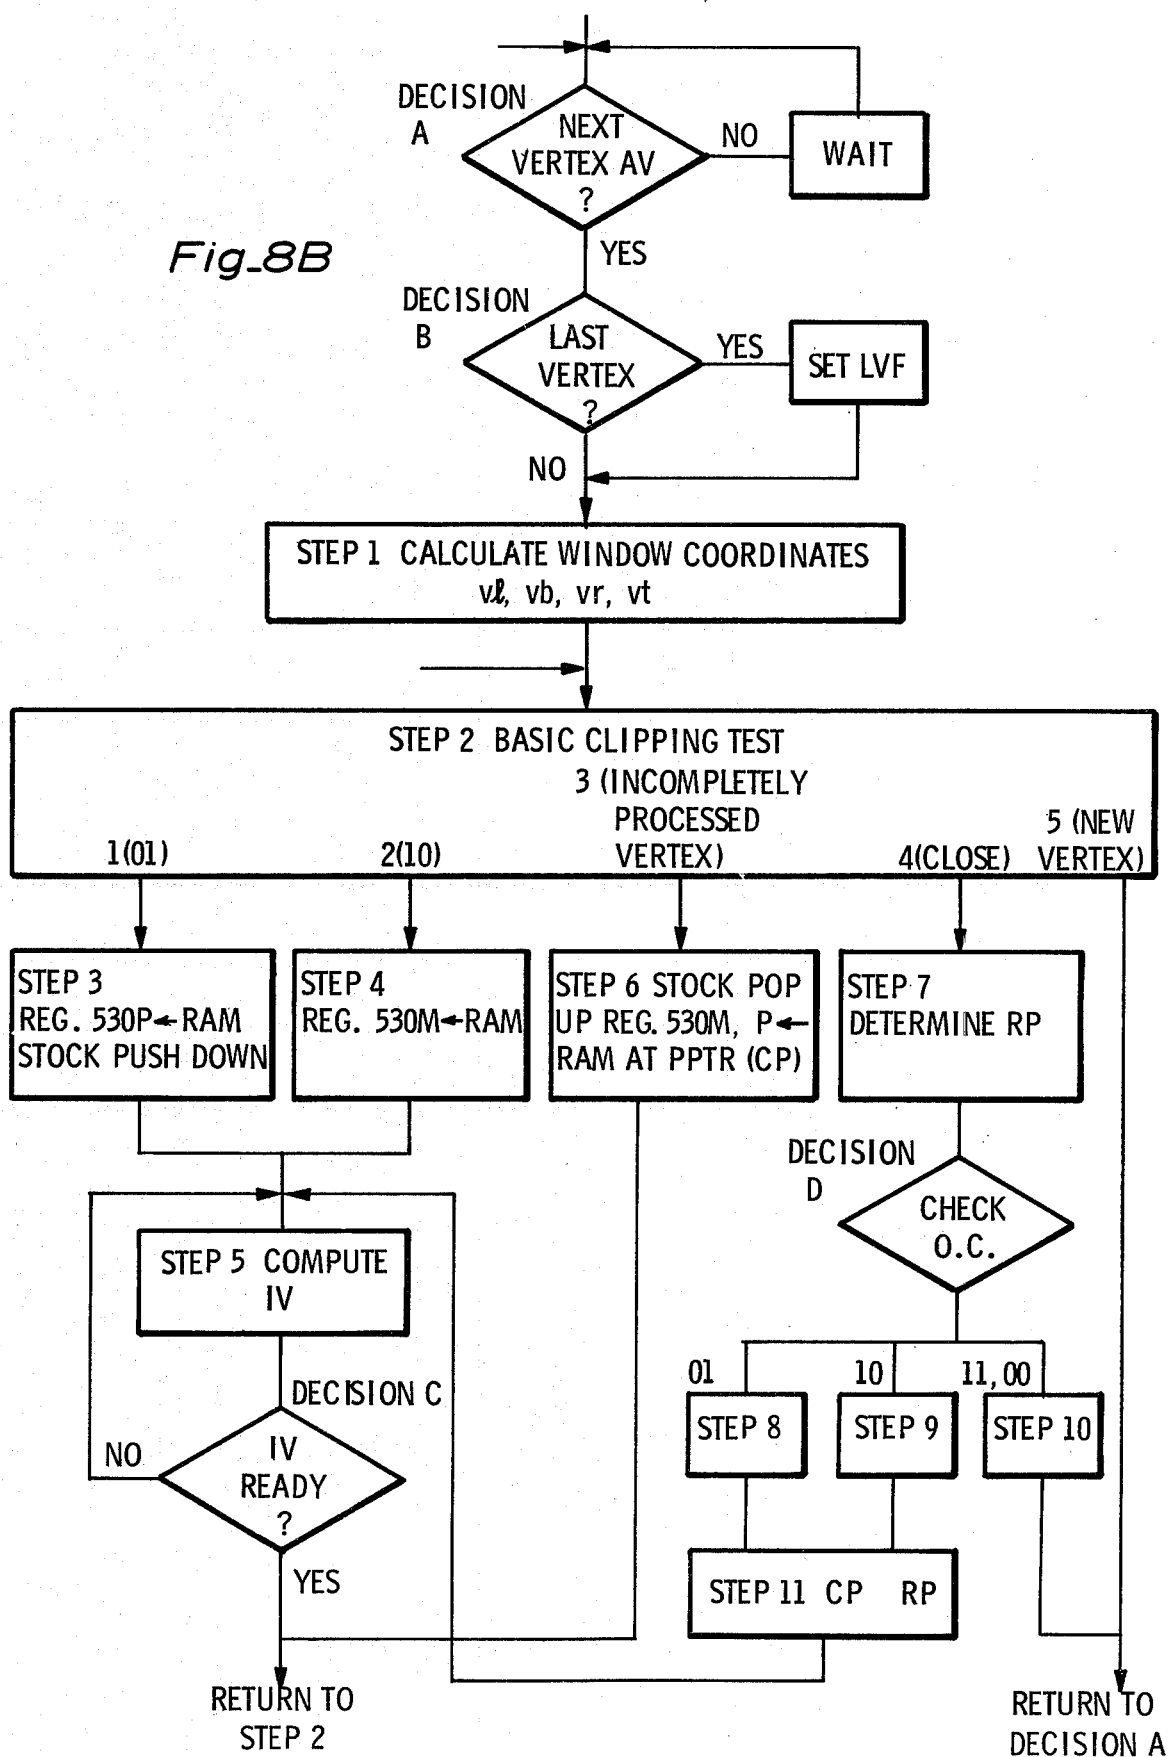 DECISION
A
NEXT
VERTEX AV
?
NO
WAIT
YES
Fig_8B
DECISION
B
LAST
VERTEX
?
YES
SET LVF
NO
STEP 1 CALCULATE WINDOW COORDINATES
vℓ, vb, vr, vt
STEP 2 BASIC CLIPPING TEST
1(01)
2(10)
3 (INCOMPLETELY
PROCESSED
VERTEX)
4(CLOSE)
5 (NEW
VERTEX)
STEP 3
REG. 530P←RAM
STOCK PUSH DOWN
STEP 4
REG. 530M←RAM
STEP 6 STOCK POP
UP REG. 530M, P←
RAM AT PPTR (CP)
STEP 7
DETERMINE RP
DECISION
D
CHECK
O.C.
STEP 5 COMPUTE
IV
DECISION C
IV
READY
?
NO
YES
01
10
11,00
STEP 8
STEP 9
STEP 10
STEP 11 CP RP
RETURN TO
STEP 2
RETURN TO
DECISION A